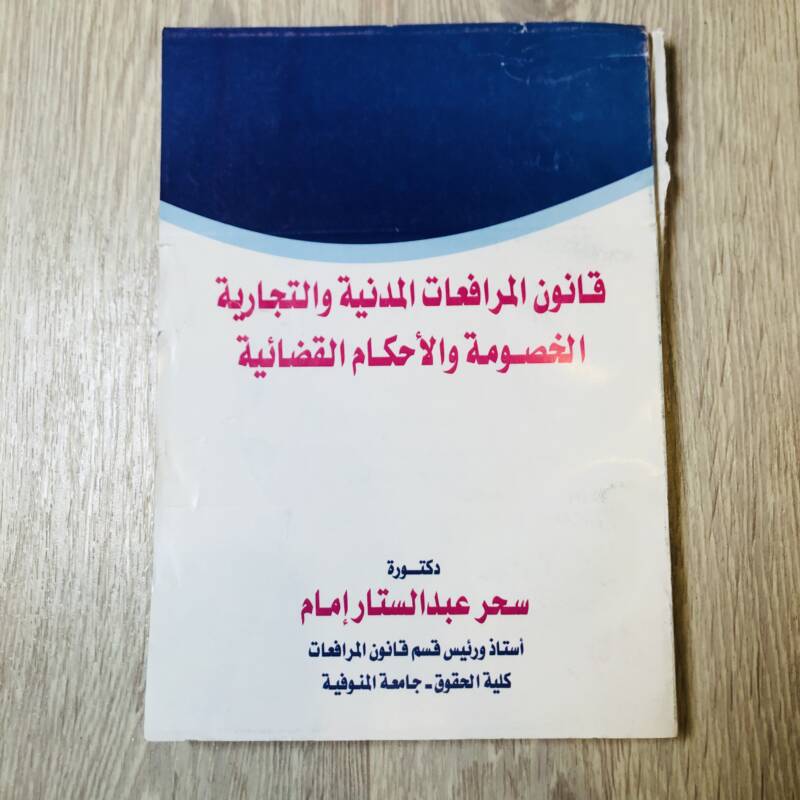 قانون المرافعات المدنية والتجارية
الخصومة والأحكام القضائية
دكتورة
سحر عبدالستار إمام
أستاذ ورئيس قسم قانون المرافعات
كلية الحقوق - جامعة المنوفية